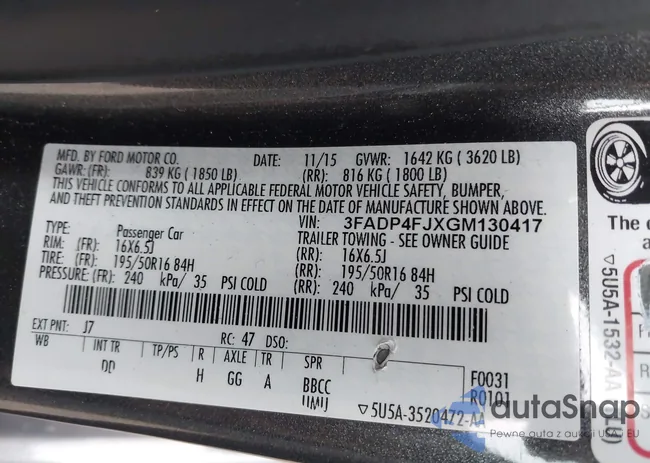 MFD. BY FORD MOTOR CO. DATE: 11/15 GVWR: 1642 KG ( 3620 LB)
GAWR: (FR): 839 KG ( 1850 LB) (RR): 816 KG ( 1800 LB)
THIS VEHICLE CONFORMS TO ALL APPLICABLE FEDERAL MOTOR VEHICLE SAFETY, BUMPER,
AND THEFT PREVENTION STANDARDS IN EFFECT ON THE DATE OF MANUFACTURE SHOWN ABOVE.
VIN: 3FADP4FJXGM130417
TYPE: Passenger Car TRAILER TOWING - SEE OWNER GUIDE
RIM: (FR): 16X6.5J (RR): 16X6.5J
TIRE: (FR): 195/50R16 84H (RR): 195/50R16 84H
PRESSURE: (FR): 240 kPa/ 35 PSI COLD (RR): 240 kPa/ 35 PSI COLD
EXT PNT: J7 RC: 47 DSO:
WB INT TR TP/PS R AXLE TR SPR
DD H GG A BBCC
F0031
R0101
▽5U5A-3520472-AA
The
▽5U5A-1532-AA
autoSnap
Pewne auta z aukcji USA i EU